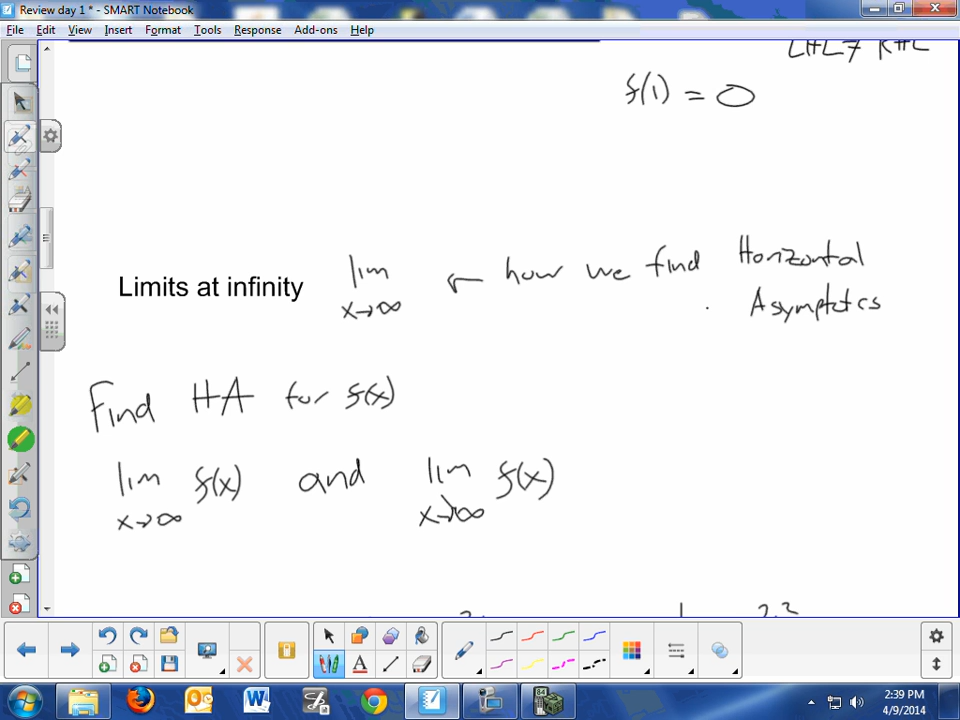 Review day 1 * - SMART Notebook
File Edit View Insert Format Tools Response Add-ons Help
LHL≠ RHL
f(1) = 0
Limits at infinity lim x→∞ ← how we find Horizontal
Asymptotes
Find HA for f(x)
lim f(x) and lim f(x)
x→∞ x→∞
2:39 PM
4/9/2014